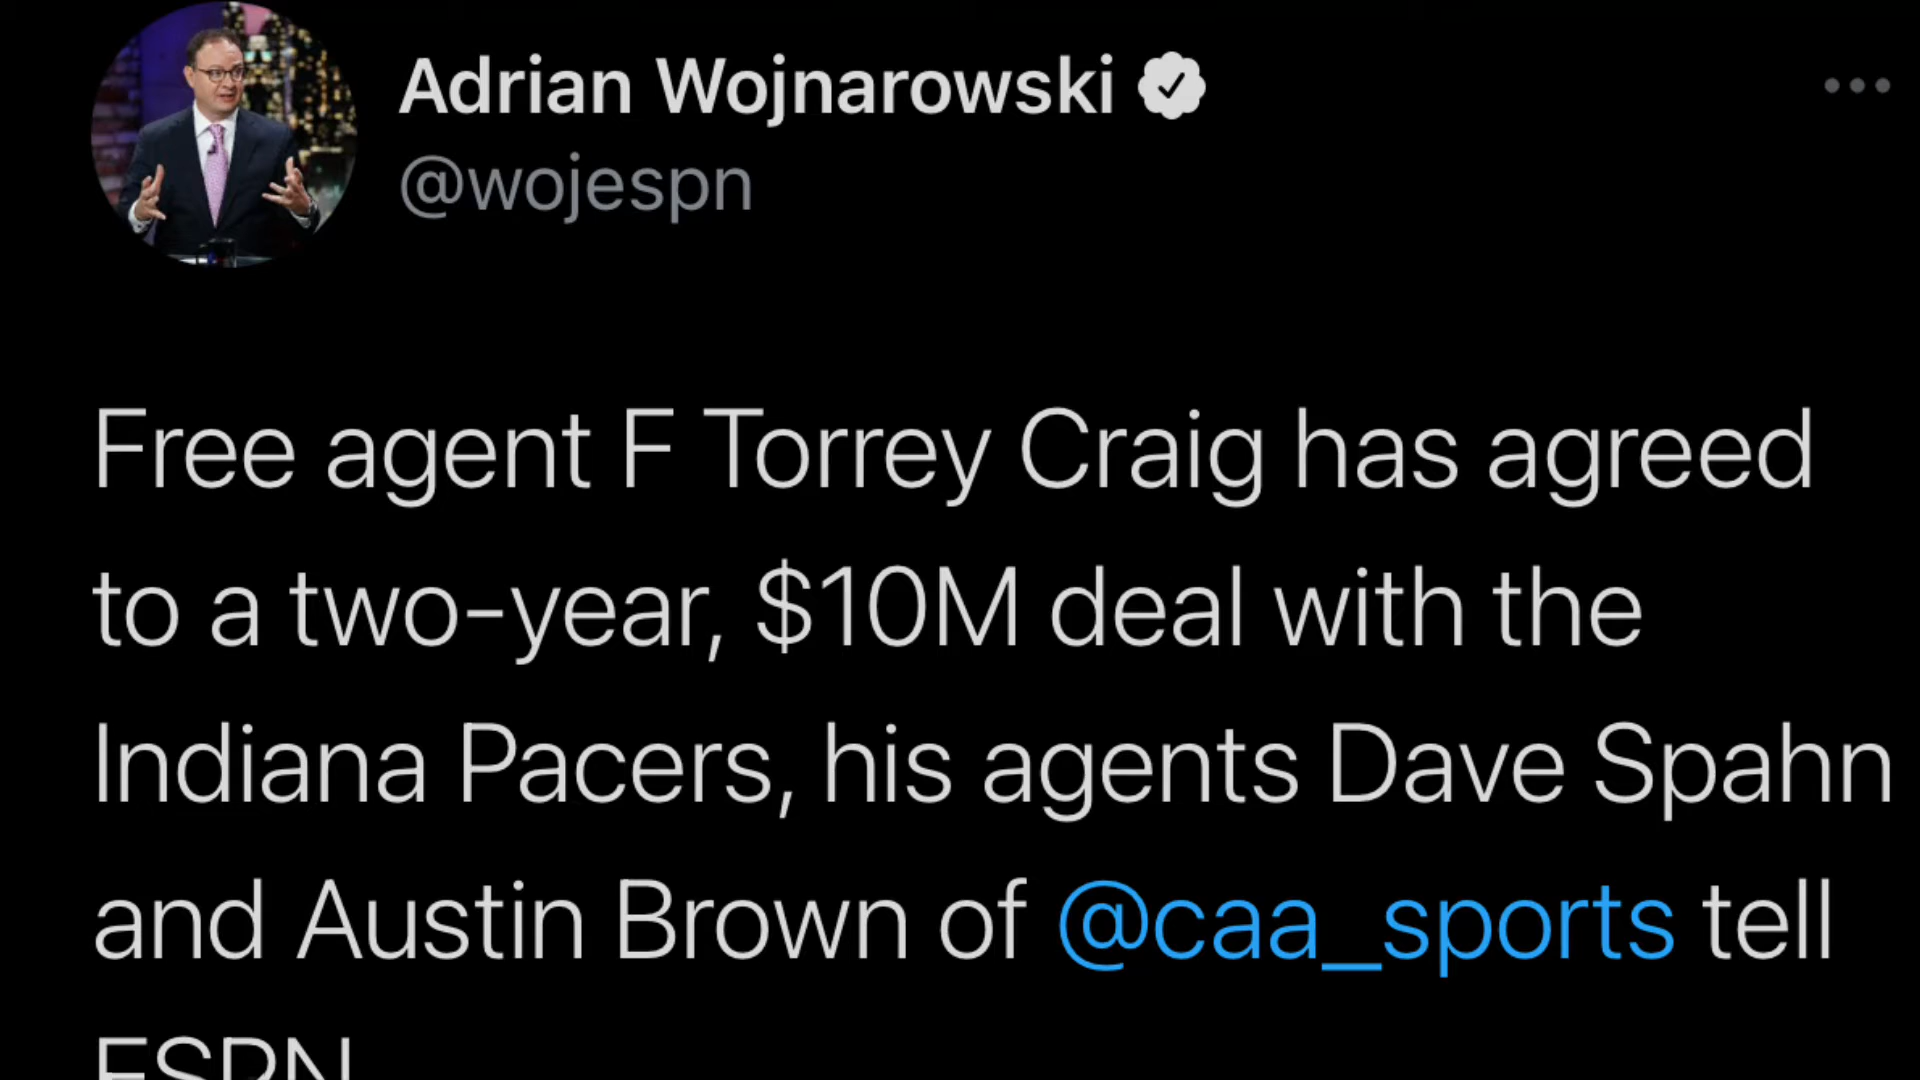 Adrian Wojnarowski
@wojespn
Free agent F Torrey Craig has agreed
to a two-year, $10M deal with the
Indiana Pacers, his agents Dave Spahn
and Austin Brown of @caa_sports tell
ESPN